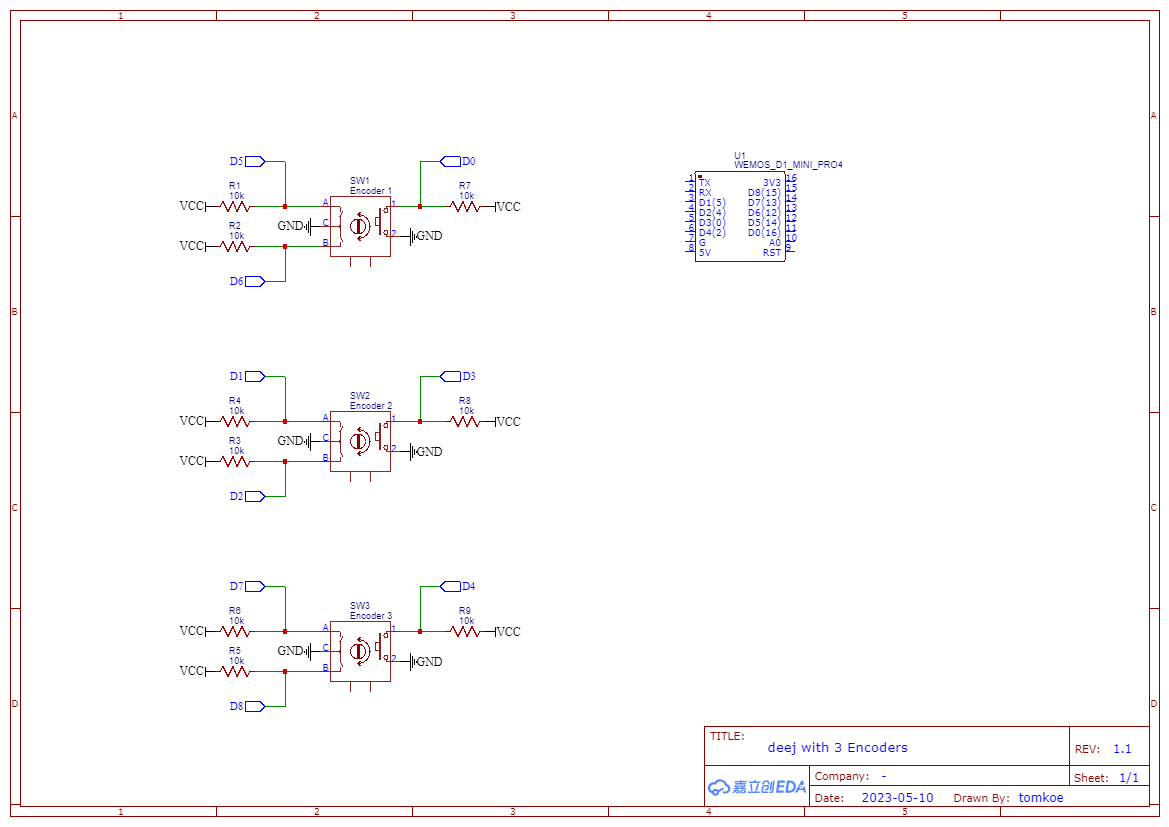 1 2 3 4 5
A A
B B
C C
D D
1 2 3 4 5
D5
D0
R1
10k
VCC
R2
10k
VCC
D6
SW1
Encoder 1
A
C
B
GND
1
2
GND
R7
10k
VCC
U1
WEMOS_D1_MINI_PRO4
1 TX 3V3 16
2 RX D8(15) 15
3 D1(5) D7(13) 14
4 D2(4) D6(12) 13
5 D3(0) D5(14) 12
6 D4(2) D0(16) 11
7 G A0 10
8 5V RST 9
D1
D3
R4
10k
VCC
R3
10k
VCC
D2
SW2
Encoder 2
A
C
B
GND
1
2
GND
R8
10k
VCC
D7
D4
R6
10k
VCC
R5
10k
VCC
D8
SW3
Encoder 3
A
C
B
GND
1
2
GND
R9
10k
VCC
TITLE:
deej with 3 Encoders
REV: 1.1
嘉立创EDA
Company: -
Sheet: 1/1
Date: 2023-05-10 Drawn By: tomkoe